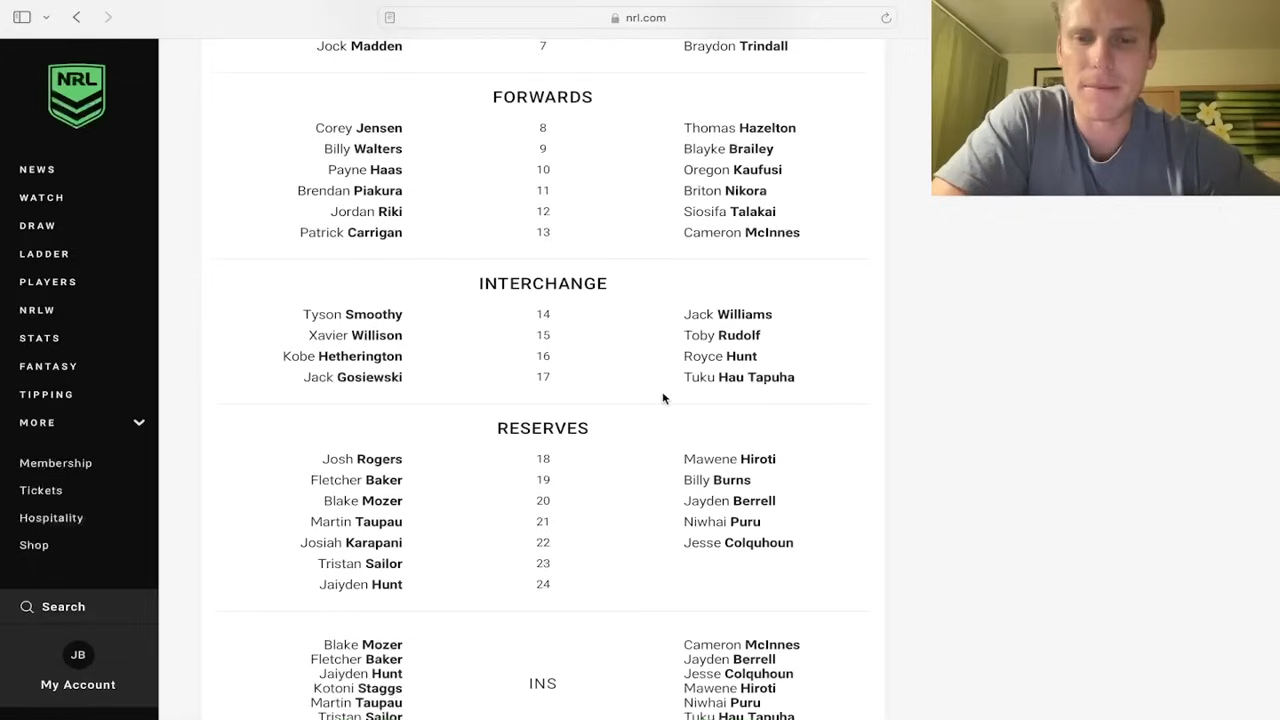 nrl.com
Jock Madden 7 Braydon Trindall
NRL
FORWARDS
Corey Jensen 8 Thomas Hazelton
Billy Walters 9 Blayke Brailey
Payne Haas 10 Oregon Kaufusi
Brendan Piakura 11 Briton Nikora
Jordan Riki 12 Siosifa Talakai
Patrick Carrigan 13 Cameron McInnes
INTERCHANGE
Tyson Smoothy 14 Jack Williams
Xavier Willison 15 Toby Rudolf
Kobe Hetherington 16 Royce Hunt
Jack Gosiewski 17 Tuku Hau Tapuha
RESERVES
Josh Rogers 18 Mawene Hiroti
Fletcher Baker 19 Billy Burns
Blake Mozer 20 Jayden Berrell
Martin Taupau 21 Niwhai Puru
Josiah Karapani 22 Jesse Colquhoun
Tristan Sailor 23
Jaiyden Hunt 24
Blake Mozer Cameron McInnes
Fletcher Baker Jayden Berrell
Jaiyden Hunt Jesse Colquhoun
INS
Kotoni Staggs Mawene Hiroti
Martin Taupau Niwhai Puru
Tristan Sailor Tuku Hau Tapuha
NEWS
WATCH
DRAW
LADDER
PLAYERS
NRLW
STATS
FANTASY
TIPPING
MORE
Membership
Tickets
Hospitality
Shop
Search
JB
My Account